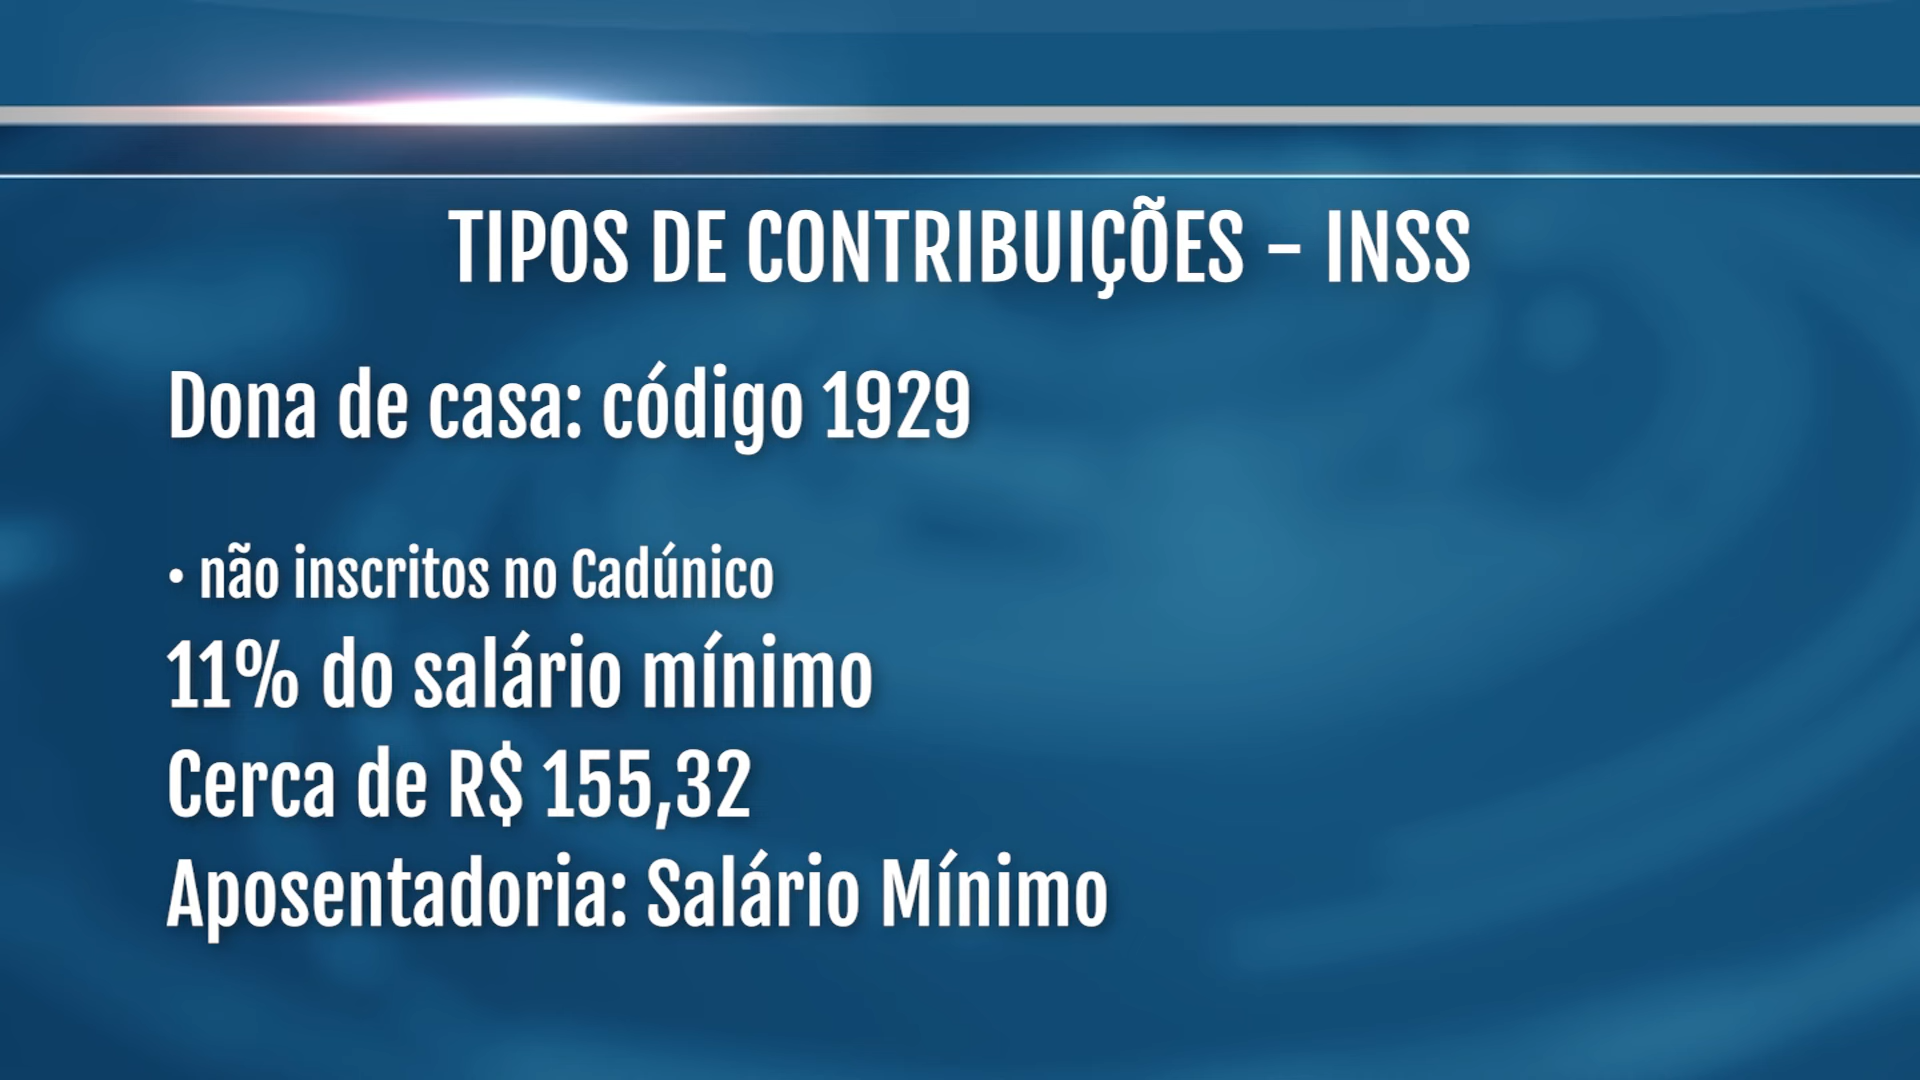 TIPOS DE CONTRIBUIÇÕES - INSS
Dona de casa: código 1929
• não inscritos no Cadúnico
11% do salário mínimo
Cerca de R$ 155,32
Aposentadoria: Salário Mínimo